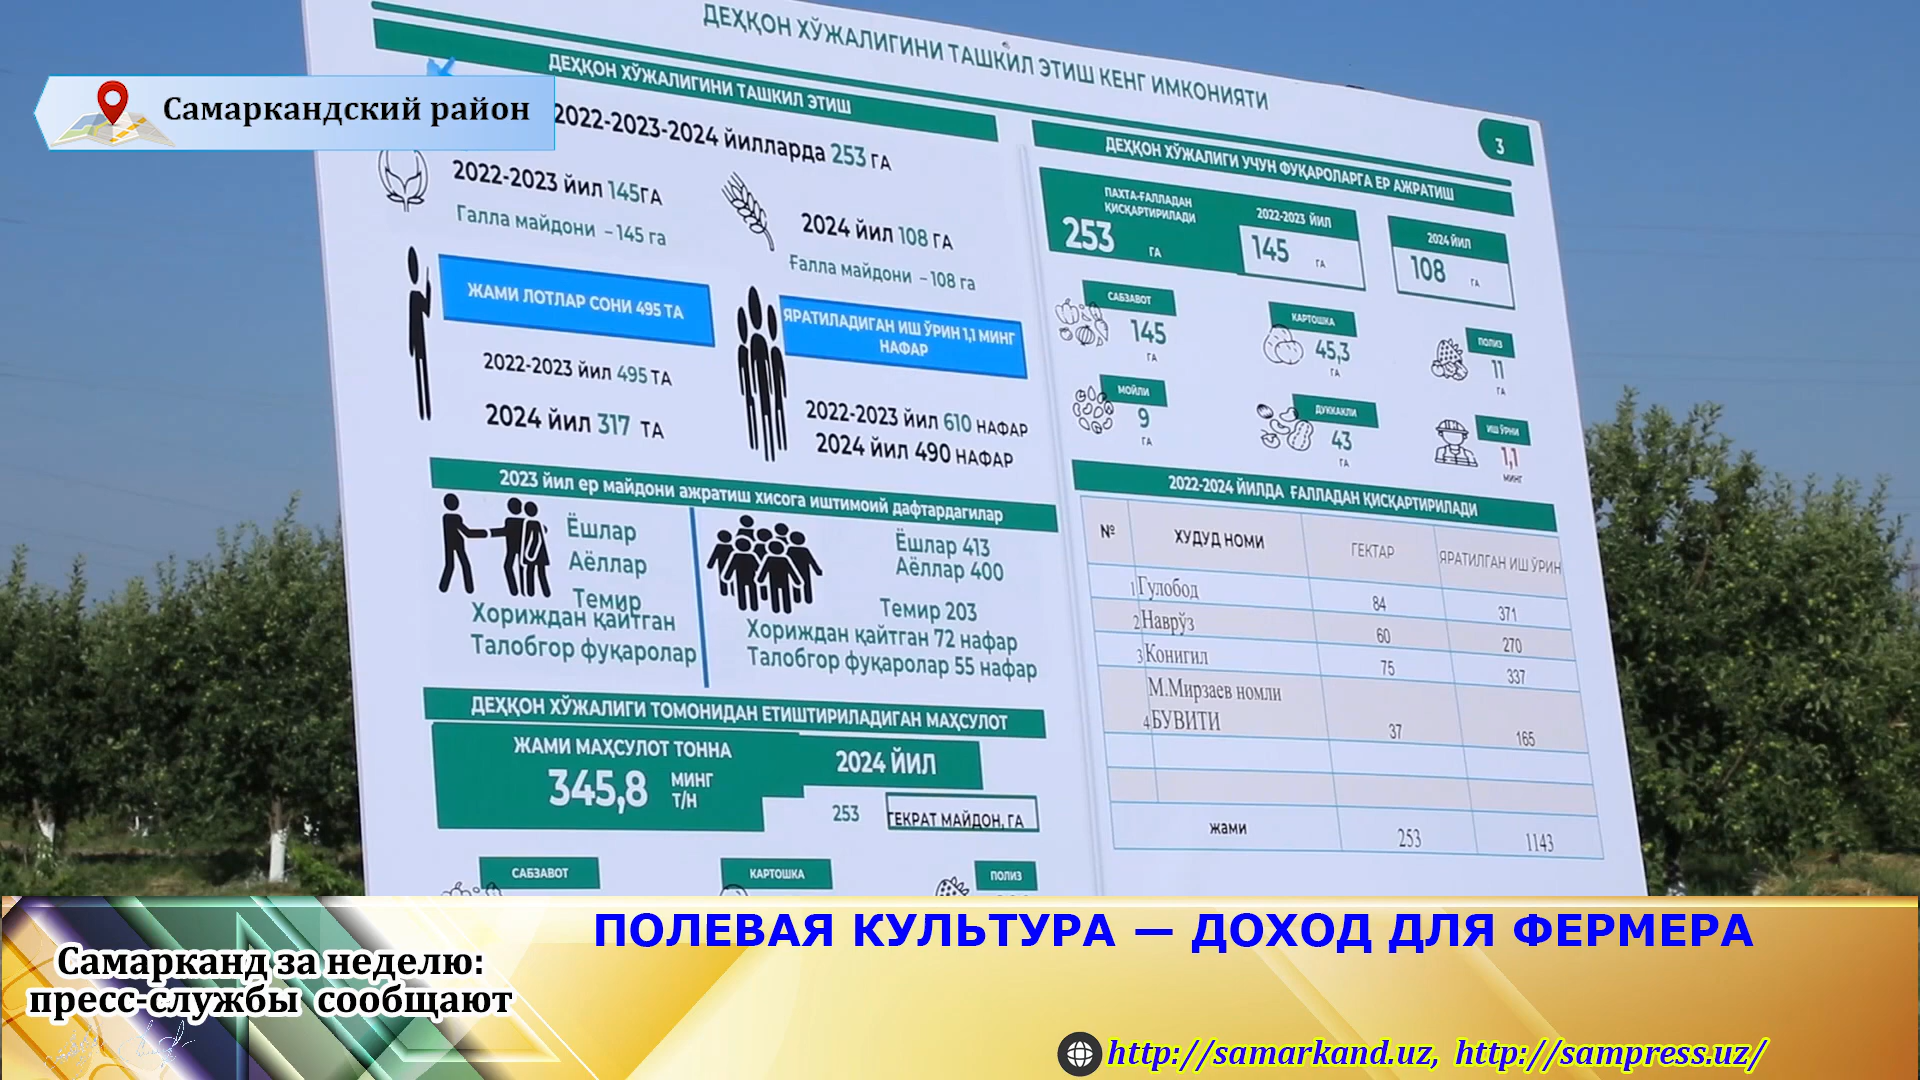 ДЕҲҚОН ХЎЖАЛИГИНИ ТАШКИЛ ЭТИШ КЕНГ ИМКОНИЯТИ
3
Самаркандский район
ДЕҲҚОН ХЎЖАЛИГИНИ ТАШКИЛ ЭТИШ
2022-2023-2024 йилларда 253 ГА
2022-2023 йил 145ГА
Ғалла майдони – 145 га
2024 йил 108 ГА
Ғалла майдони – 108 га
ЖАМИ ЛОТЛАР СОНИ 495 ТА
2022-2023 йил 495 ТА
2024 йил 317 ТА
ЯРАТИЛАДИГАН ИШ ЎРИН 1,1 МИНГ
НАФАР
2022-2023 йил 610 НАФАР
2024 йил 490 НАФАР
2023 йил ер майдони ажратиш хисога иштимоий дафтардагилар
Ёшлар
Аёллар
Темир
Хориждан қайтган
Талобгор фуқаролар
Ёшлар 413
Аёллар 400
Темир 203
Хориждан қайтган 72 нафар
Талобгор фуқаролар 55 нафар
ДЕҲҚОН ХЎЖАЛИГИ ТОМОНИДАН ЕТИШТИРИЛАДИГАН МАҲСУЛОТ
ЖАМИ МАҲСУЛОТ ТОННА
345,8 МИНГ
Т/Н
2024 ЙИЛ
253 ГЕКРАТ МАЙДОН, ГА
САБЗАВОТ КАРТОШКА ПОЛИЗ
ДЕҲҚОН ХЎЖАЛИГИ УЧУН ФУҚАРОЛАРГА ЕР АЖРАТИШ
ПАХТА-ҒАЛЛАДАН
ҚИСҚАРТИРИЛАДИ
253 ГА
2022-2023 ЙИЛ
145 ГА
2024 ЙИЛ
108 ГА
САБЗАВОТ
145
ГА
КАРТОШКА
45,3
ГА
ПОЛИЗ
11
ГА
МОЙЛИ
9
ГА
ДУККАКЛИ
43
ГА
ИШ ЎРНИ
1,1
МИНГ
2022-2024 ЙИЛДА ҒАЛЛАДАН ҚИСҚАРТИРИЛАДИ
№ ХУДУД НОМИ ГЕКТАР ЯРАТИЛГАН ИШ ЎРИН
1 Гулобод 84 371
2 Наврўз 60 270
3 Конигил 75 337
М.Мирзаев номли
4 БУВИТИ 37 165
жами 253 1143
ПОЛЕВАЯ КУЛЬТУРА — ДОХОД ДЛЯ ФЕРМЕРА
Самарканд за неделю:
пресс-службы сообщают
http://samarkand.uz, http://sampress.uz/